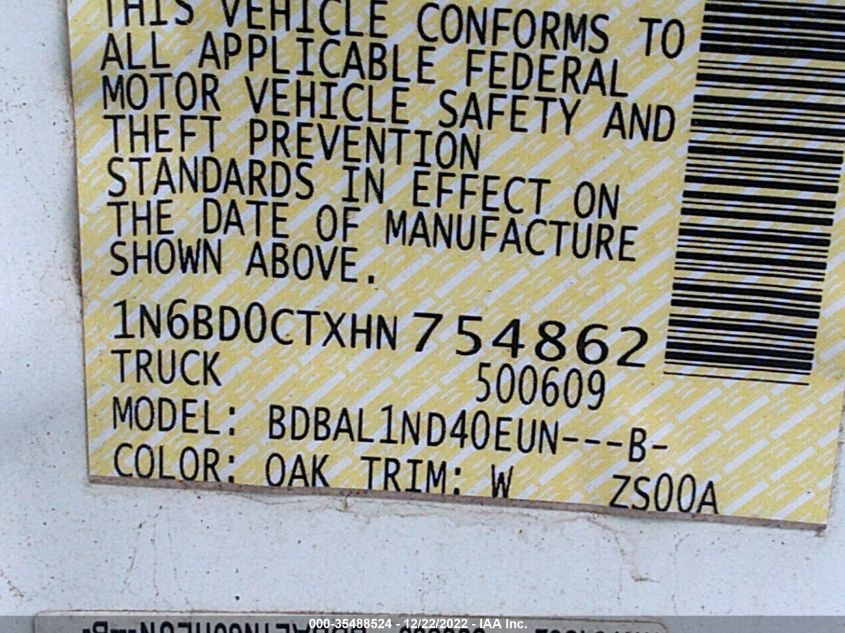 THIS VEHICLE CONFORMS TO
ALL APPLICABLE FEDERAL
MOTOR VEHICLE SAFETY AND
THEFT PREVENTION
STANDARDS IN EFFECT ON
THE DATE OF MANUFACTURE
SHOWN ABOVE.
1N6BD0CTXHN754862
TRUCK 500609
MODEL: BDBAL1ND40EUN---B-
COLOR: OAK TRIM: W ZS00A
000-35488524 - 12/22/2022 - IAA Inc.